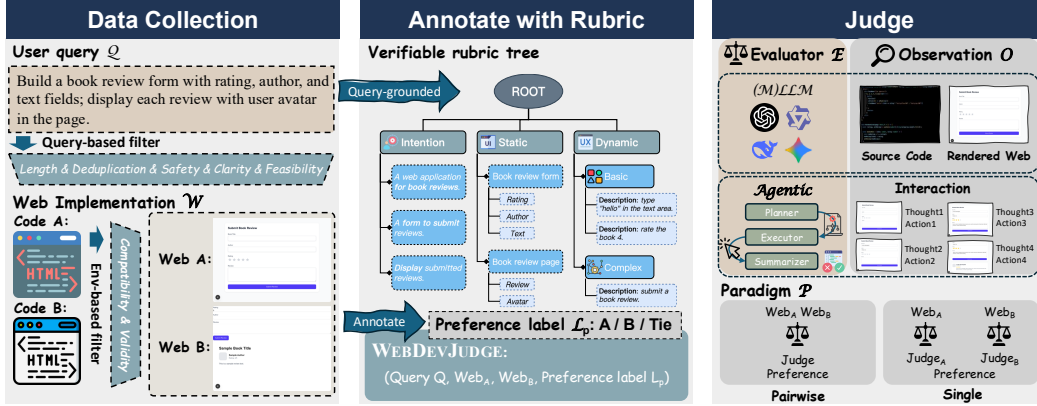 Data Collection
User query Q
Build a book review form with rating, author, and
text fields; display each review with user avatar
in the page.
Query-based filter
Length & Deduplication & Safety & Clarity & Feasibility
Web Implementation W
Code A:
HTML
Code B:
HTML
Env-based filter
Compatibility & Validity
Web A:
Web B:
Sample Book Title
Annotate with Rubric
Verifiable rubric tree
Query-grounded
ROOT
Intention
A web application
for book reviews.
A form to submit
reviews.
Display submitted
reviews.
UI
Static
Book review form
Rating
Author
Text
Book review page
Review
Avatar
UX
Dynamic
Basic
Description: type
"hello" in the text area.
Description: rate the
book 4.
Complex
Description: submit a
book review.
Annotate
Preference label Lp: A / B / Tie
WEBDEVJUDGE:
(Query Q, WebA, WebB, Preference label Lp)
Judge
Evaluator E
Observation O
(M)LLM
Source Code
Rendered Web
Agentic
Planner
Executor
Summarizer
Interaction
Thought1
Action1
Thought3
Action3
Thought2
Action2
Thought4
Action4
Paradigm P
WebA WebB
Judge
Preference
Pairwise
WebA
WebB
JudgeA
JudgeB
Preference
Single